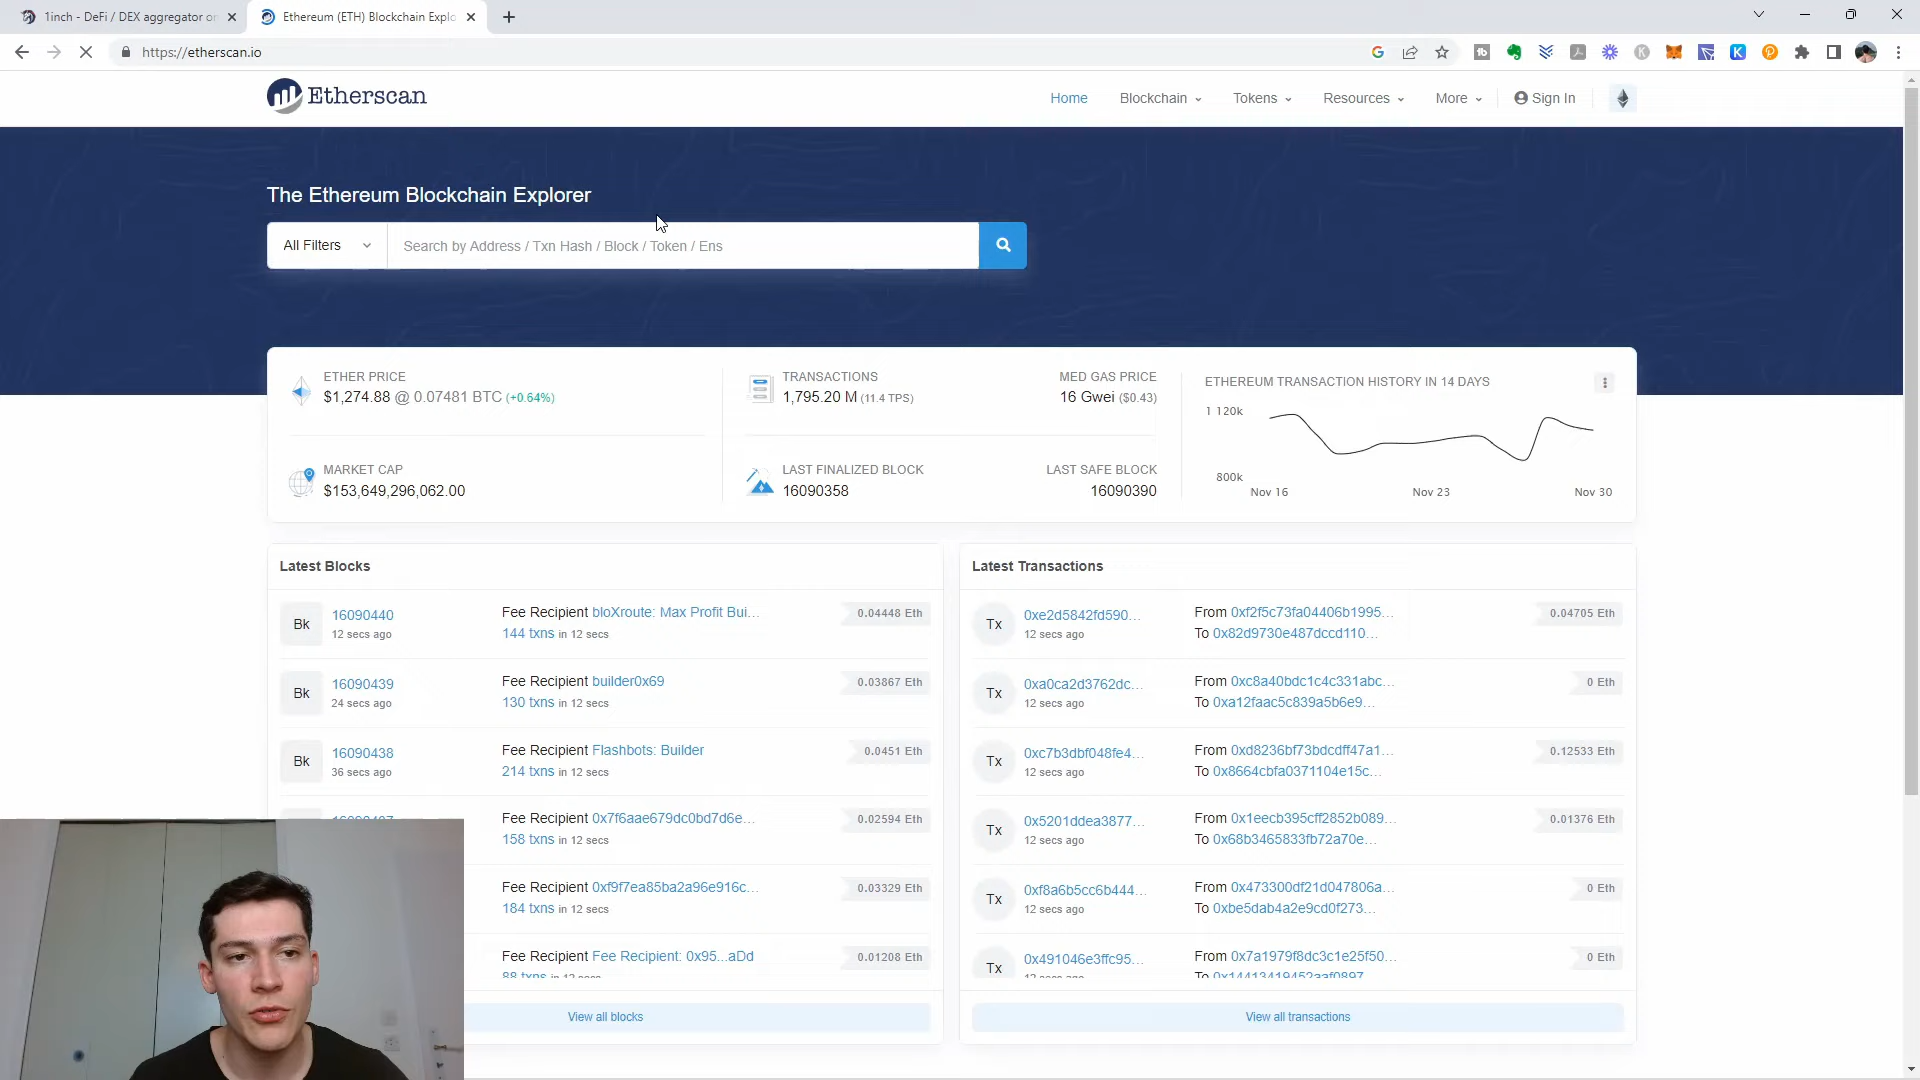 1inch - DeFi / DEX aggregator on
Ethereum (ETH) Blockchain Explo
https://etherscan.io
Etherscan
Home
Blockchain
Tokens
Resources
More
Sign In
The Ethereum Blockchain Explorer
All Filters
Search by Address / Txn Hash / Block / Token / Ens
ETHER PRICE
$1,274.88 @ 0.07481 BTC (+0.64%)
MARKET CAP
$153,649,296,062.00
TRANSACTIONS
1,795.20 M (11.4 TPS)
MED GAS PRICE
16 Gwei ($0.43)
LAST FINALIZED BLOCK
16090358
LAST SAFE BLOCK
16090390
ETHEREUM TRANSACTION HISTORY IN 14 DAYS
1 120k
800k
Nov 16
Nov 23
Nov 30
Latest Blocks
Bk
16090440
12 secs ago
Fee Recipient bloXroute: Max Profit Bui...
144 txns in 12 secs
0.04448 Eth
Bk
16090439
24 secs ago
Fee Recipient builder0x69
130 txns in 12 secs
0.03867 Eth
Bk
16090438
36 secs ago
Fee Recipient Flashbots: Builder
214 txns in 12 secs
0.0451 Eth
Fee Recipient 0x7f6aae679dc0bd7d6e...
158 txns in 12 secs
0.02594 Eth
Fee Recipient 0xf9f7ea85ba2a96e916c...
184 txns in 12 secs
0.03329 Eth
Fee Recipient Fee Recipient: 0x95...aDd
88 txns in 12 secs
0.01208 Eth
View all blocks
Latest Transactions
Tx
0xe2d5842fd590...
12 secs ago
From 0xf2f5c73fa04406b1995...
To 0x82d9730e487dccd110...
0.04705 Eth
Tx
0xa0ca2d3762dc...
12 secs ago
From 0xc8a40bdc1c4c331abc...
To 0xa12faac5c839a5b6e9...
0 Eth
Tx
0xc7b3dbf048fe4...
12 secs ago
From 0xd8236bf73bdcdff47a1...
To 0x8664cbfa0371104e15c...
0.12533 Eth
Tx
0x5201ddea3877...
12 secs ago
From 0x1eecb395cff2852b089...
To 0x68b3465833fb72a70e...
0.01376 Eth
Tx
0xf8a6b5cc6b444...
12 secs ago
From 0x473300df21d047806a...
To 0xbe5dab4a2e9cd0f273...
0 Eth
Tx
0x491046e3ffc95...
12 secs ago
From 0x7a1979f8dc3c1e25f50...
To 0x14413419452aaf0897...
0 Eth
View all transactions